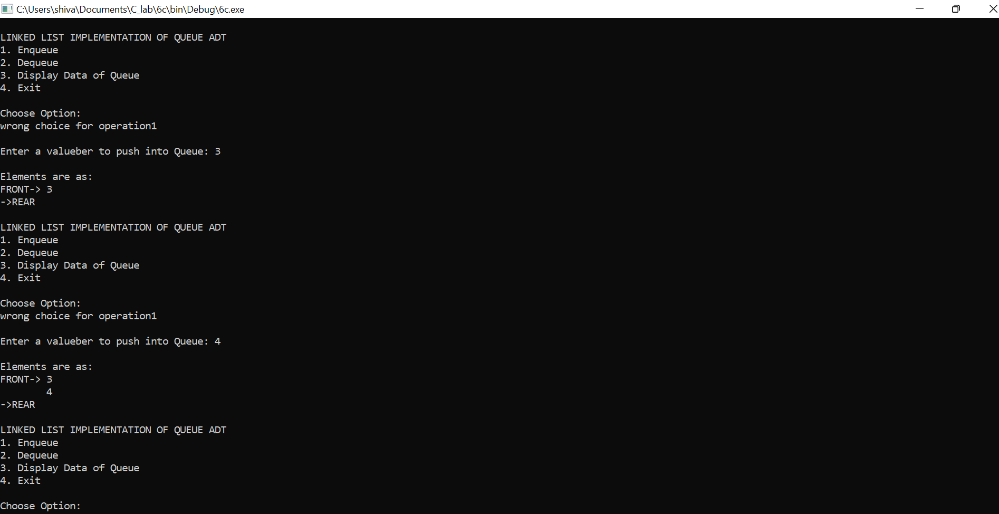 C:\Users\shiva\Documents\C_lab\6c\bin\Debug\6c.exe
LINKED LIST IMPLEMENTATION OF QUEUE ADT
1. Enqueue
2. Dequeue
3. Display Data of Queue
4. Exit
Choose Option:
wrong choice for operation1
Enter a valueber to push into Queue: 3
Elements are as:
FRONT-> 3
->REAR
LINKED LIST IMPLEMENTATION OF QUEUE ADT
1. Enqueue
2. Dequeue
3. Display Data of Queue
4. Exit
Choose Option:
wrong choice for operation1
Enter a valueber to push into Queue: 4
Elements are as:
FRONT-> 3
4
->REAR
LINKED LIST IMPLEMENTATION OF QUEUE ADT
1. Enqueue
2. Dequeue
3. Display Data of Queue
4. Exit
Choose Option: